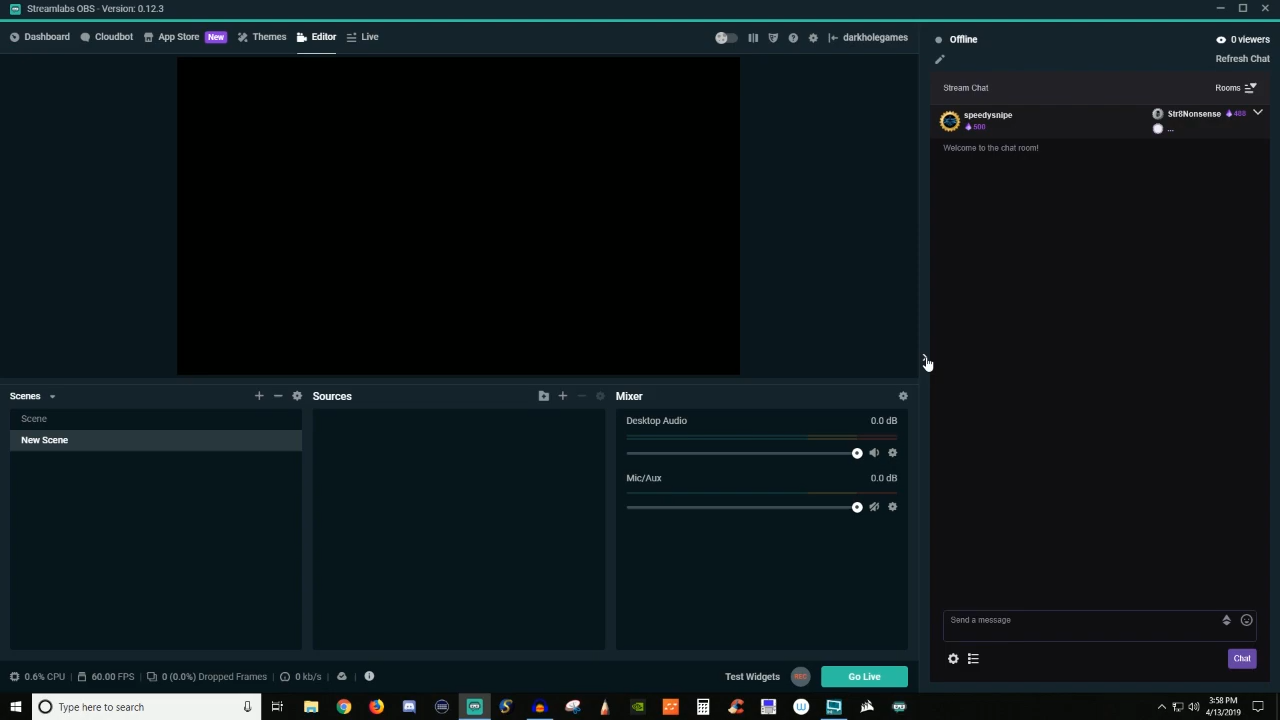 Streamlabs OBS - Version: 0.12.3
Dashboard Cloudbot App Store New Themes Editor Live darkholegames
Offline 0 viewers
Refresh Chat
Stream Chat Rooms
speedysnipe Str8Nonsense 488
500 ...
Welcome to the chat room!
Scenes Sources Mixer
Scene
New Scene
Desktop Audio 0.0 dB
Mic/Aux 0.0 dB
Send a message
Chat
0.6% CPU 60.00 FPS 0 (0.0%) Dropped Frames 0 kb/s Test Widgets REC Go Live
Type here to search
3:58 PM
4/13/2019